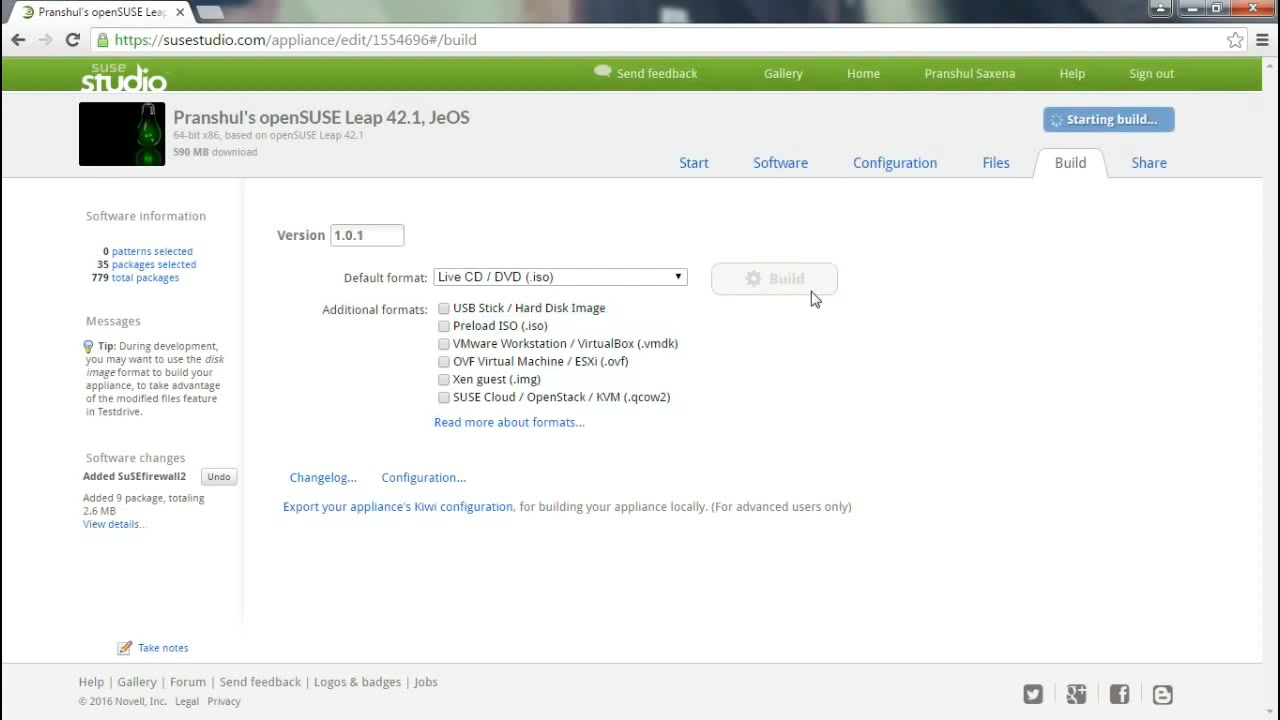 Pranshul's openSUSE Lea
https://susestudio.com/appliance/edit/1554696#/build
suse
studio
Send feedback
Gallery
Home
Pranshul Saxena
Help
Sign out
Pranshul's openSUSE Leap 42.1, JeOS
64-bit x86, based on openSUSE Leap 42.1
590 MB download
Starting build...
Start
Software
Configuration
Files
Build
Share
Software information
0 patterns selected
35 packages selected
779 total packages
Messages
Tip: During development,
you may want to use the disk
image format to build your
appliance, to take advantage
of the modified files feature
in Testdrive.
Software changes
Added SuSEfirewall2
Undo
Added 9 package, totaling
2.6 MB
View details...
Take notes
Version 1.0.1
Default format: Live CD / DVD (.iso)
Build
Additional formats:
USB Stick / Hard Disk Image
Preload ISO (.iso)
VMware Workstation / VirtualBox (.vmdk)
OVF Virtual Machine / ESXi (.ovf)
Xen guest (.img)
SUSE Cloud / OpenStack / KVM (.qcow2)
Read more about formats...
Changelog...
Configuration...
Export your appliance's Kiwi configuration, for building your appliance locally. (For advanced users only)
Help | Gallery | Forum | Send feedback | Logos & badges | Jobs
© 2016 Novell, Inc. Legal Privacy